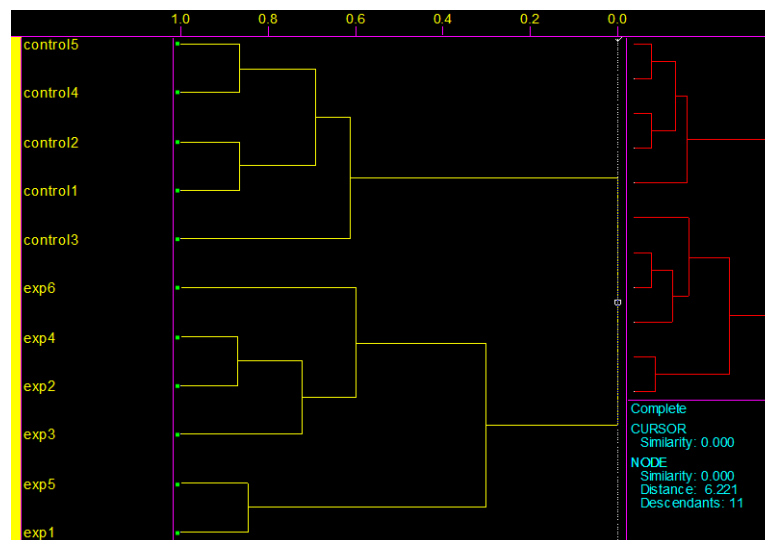 1.0 0.8 0.6 0.4 0.2 0.0
control5
control4
control2
control1
control3
exp6
exp4
exp2
exp3
exp5
exp1
Complete
CURSOR
Similarity: 0.000
NODE
Similarity: 0.000
Distance: 6.221
Descendants: 11